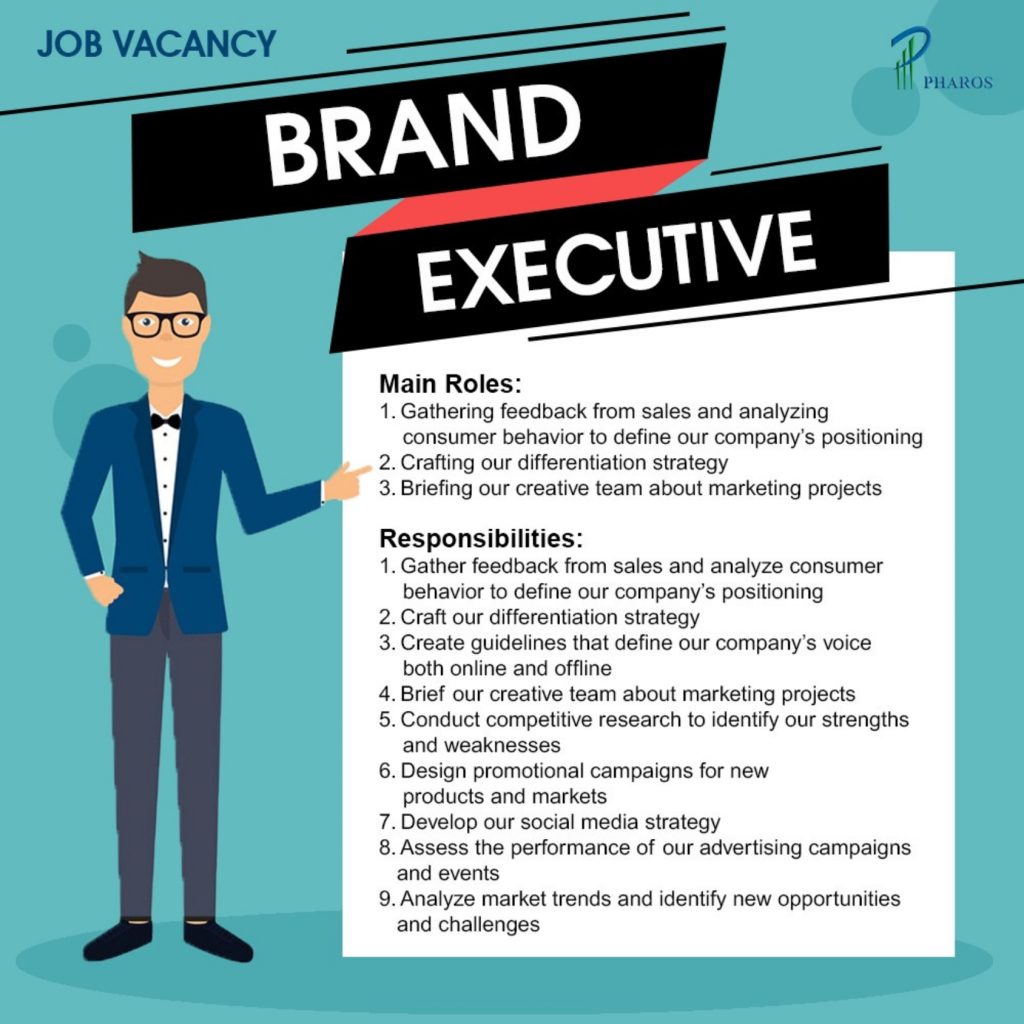 JOB VACANCY
PHAROS
BRAND
EXECUTIVE
Main Roles:
1. Gathering feedback from sales and analyzing
consumer behavior to define our company's positioning
2. Crafting our differentiation strategy
3. Briefing our creative team about marketing projects
Responsibilities:
1. Gather feedback from sales and analyze consumer
behavior to define our company's positioning
2. Craft our differentiation strategy
3. Create guidelines that define our company's voice
both online and offline
4. Brief our creative team about marketing projects
5. Conduct competitive research to identify our strengths
and weaknesses
6. Design promotional campaigns for new
products and markets
7. Develop our social media strategy
8. Assess the performance of our advertising campaigns
and events
9. Analyze market trends and identify new opportunities
and challenges